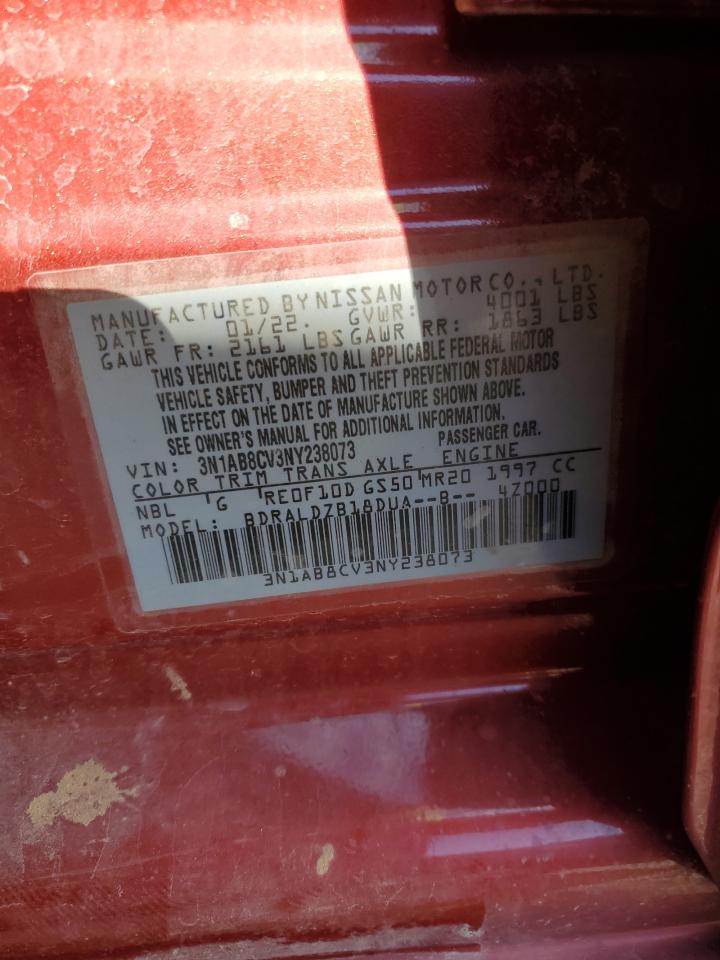 MANUFACTURED BY NISSAN MOTOR CO., LTD.
DATE: 01/22. GVWR: 4001 LBS
GAWR FR: 2161 LBS GAWR RR: 1863 LBS
THIS VEHICLE CONFORMS TO ALL APPLICABLE FEDERAL MOTOR
VEHICLE SAFETY, BUMPER AND THEFT PREVENTION STANDARDS
IN EFFECT ON THE DATE OF MANUFACTURE SHOWN ABOVE.
SEE OWNER'S MANUAL FOR ADDITIONAL INFORMATION.
VIN: 3N1AB8CV3NY238073 PASSENGER CAR.
COLOR TRIM TRANS AXLE ENGINE
NBL G RE0F10D GS50 MR20 1997 CC
MODEL: BDRALDZB18DUA--B-- 4Z000
3N1AB8CV3NY238073